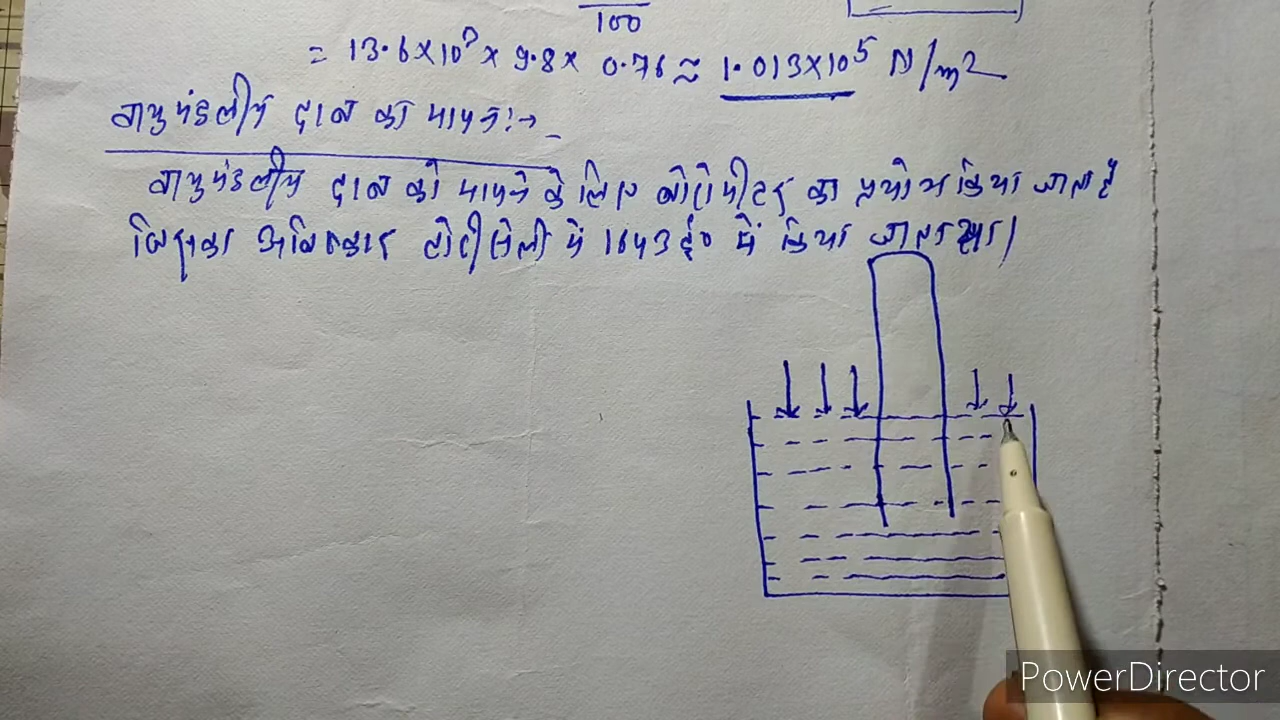 100
= 13.6×10³ × 9.8× 0.76 ≈ 1.013×10⁵ N/m2
वायुमंडलीय दाब का मापन:→
वायुमंडलीय दाब को मापने के लिए बोरोमीटर का प्रयोग किया जाता है
जिसका अविष्कार टोरीसेली ने 1643 ई० में किया
PowerDirector